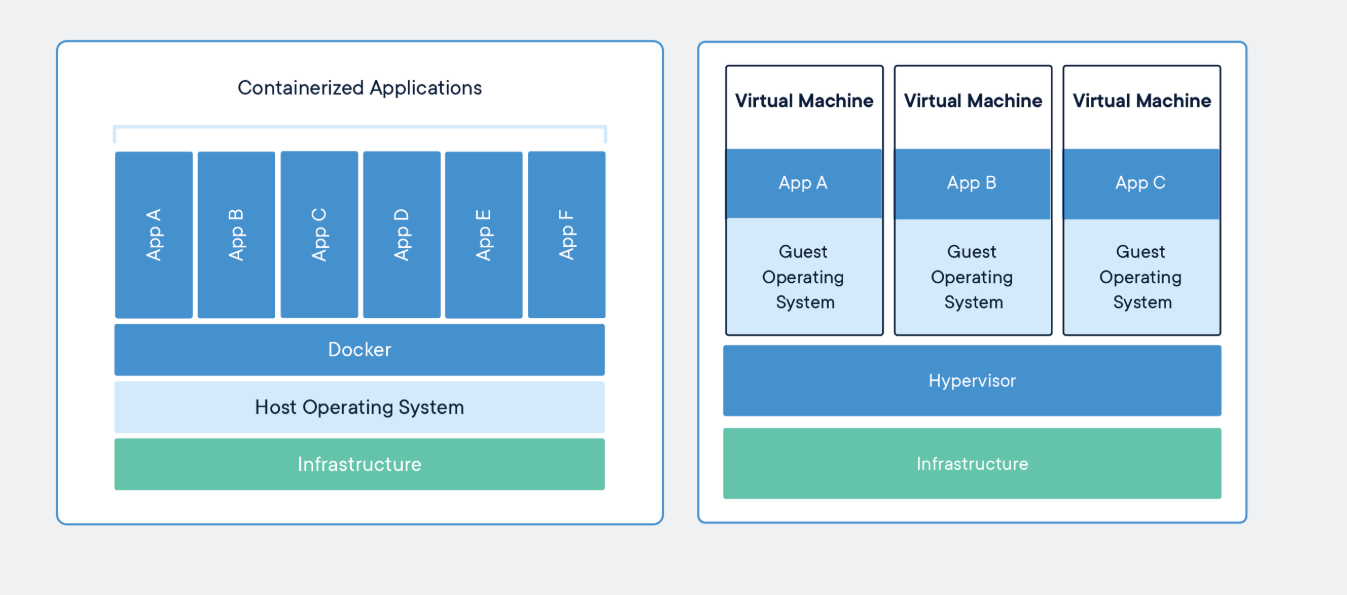 Containerized Applications
App A
App B
App C
App D
App E
App F
Docker
Host Operating System
Infrastructure
Virtual Machine
App A
Guest
Operating
System
Virtual Machine
App B
Guest
Operating
System
Virtual Machine
App C
Guest
Operating
System
Hypervisor
Infrastructure